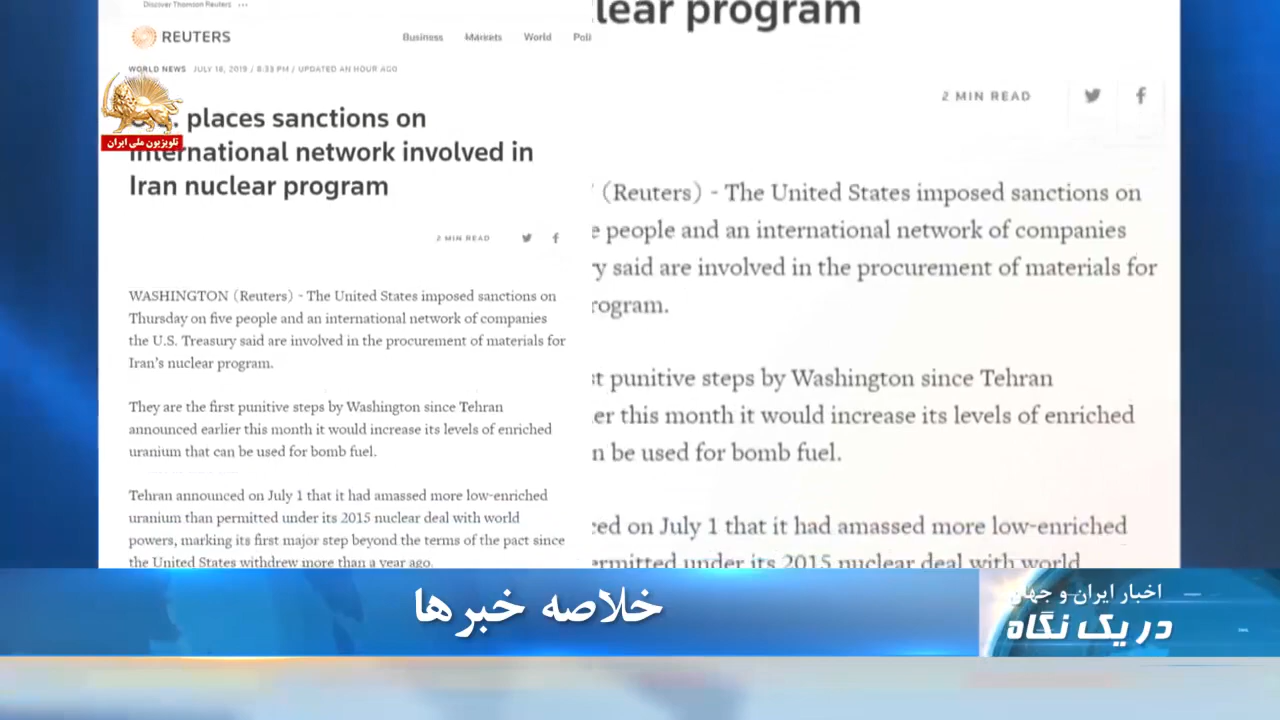 Discover Thomson Reuters
REUTERS
Business Markets World Poli
WORLD NEWS JULY 18, 2019 / 8:33 PM / UPDATED AN HOUR AGO
places sanctions on
international network involved in
Iran nuclear program
2 MIN READ
WASHINGTON (Reuters) - The United States imposed sanctions on
Thursday on five people and an international network of companies
the U.S. Treasury said are involved in the procurement of materials for
Iran’s nuclear program.
They are the first punitive steps by Washington since Tehran
announced earlier this month it would increase its levels of enriched
uranium that can be used for bomb fuel.
Tehran announced on July 1 that it had amassed more low-enriched
uranium than permitted under its 2015 nuclear deal with world
powers, marking its first major step beyond the terms of the pact since
the United States withdrew more than a year ago.
lear program
2 MIN READ
(Reuters) - The United States imposed sanctions on
e people and an international network of companies
y said are involved in the procurement of materials for
rogram.
t punitive steps by Washington since Tehran
er this month it would increase its levels of enriched
n be used for bomb fuel.
ed on July 1 that it had amassed more low-enriched
ermitted under its 2015 nuclear deal with world
تلویزیون ملی ایران
خلاصه خبرها
اخبار ایران و جهان
در یک نگاه